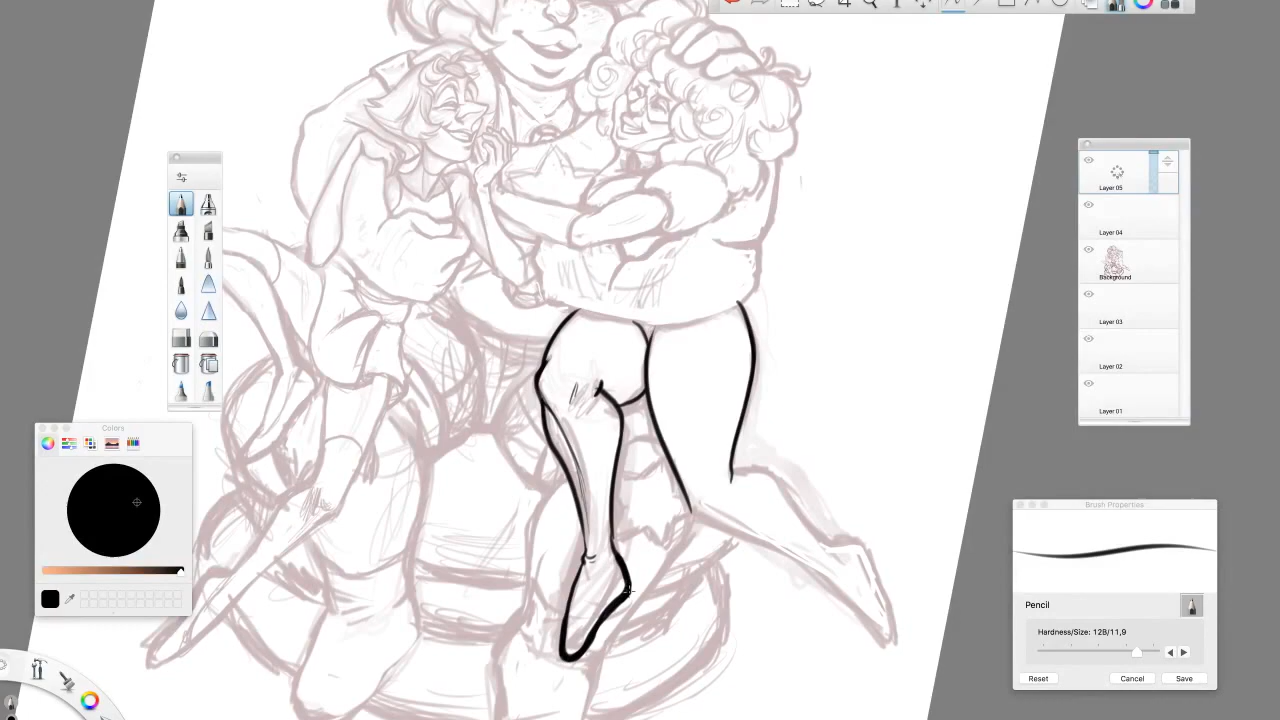 Layer 05
Layer 04
Background
Layer 03
Layer 02
Layer 01
Colors
Brush Properties
Pencil
Hardness/Size: 12B/11,9
Reset
Cancel
Save